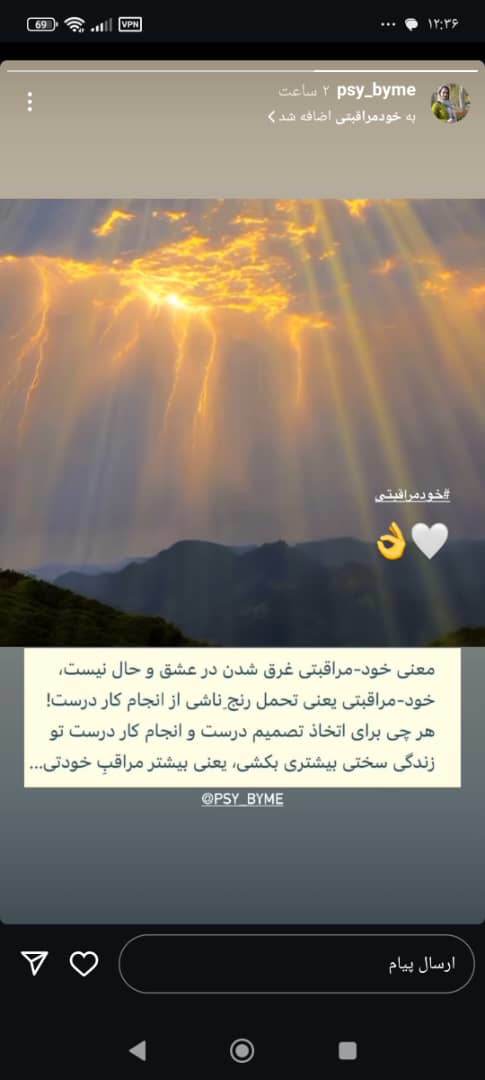 ۱۲:۳۶
VPN
69
psy_byme ۲ ساعت
به خودمراقبتی اضافه شد
#خودمراقبتی
معنی خود-مراقبتی غرق شدن در عشق و حال نیست،
خود-مراقبتی یعنی تحمل رنجِ ناشی از انجام کار درست!
هر چی برای اتخاذ تصمیم درست و انجام کار درست تو
زندگی سختی بیشتری بکشی، یعنی بیشتر مراقبِ خودتی...
@PSY_BYME
ارسال پیام